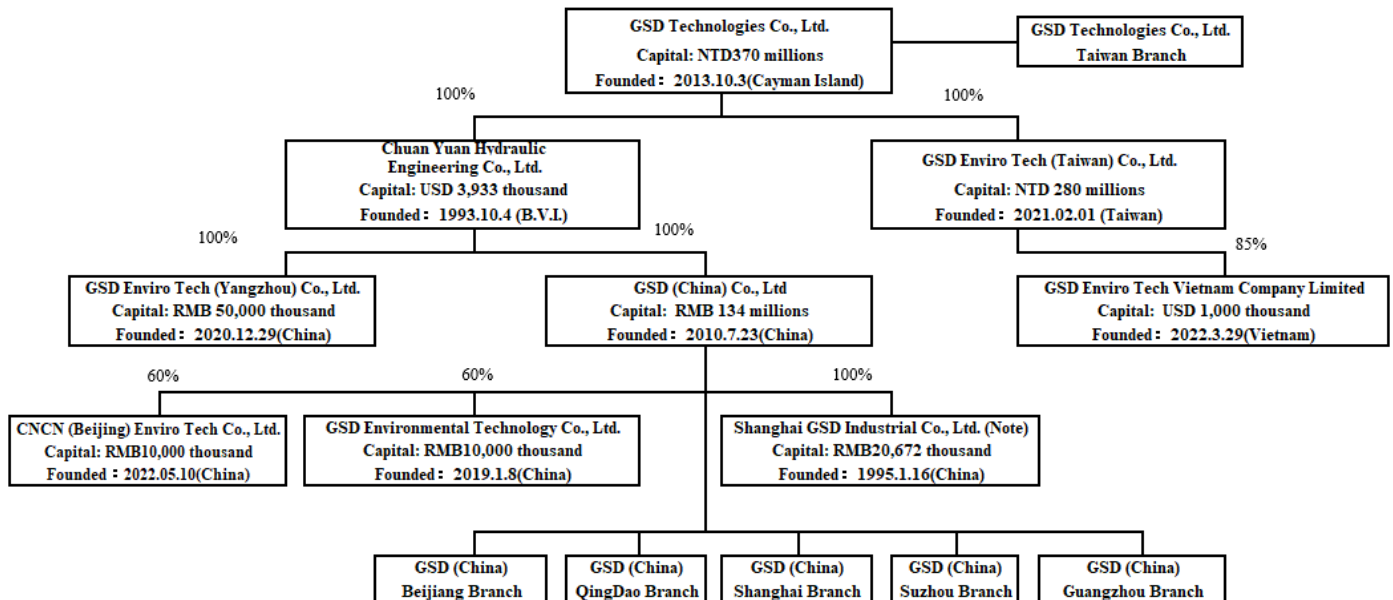 GSD Technologies Co., Ltd.
Capital: NTD370 millions
Founded：2013.10.3(Cayman Island)
GSD Technologies Co., Ltd.
Taiwan Branch
100%
100%
Chuan Yuan Hydraulic
Engineering Co., Ltd.
Capital: USD 3,933 thousand
Founded：1993.10.4 (B.V.I.)
GSD Enviro Tech (Taiwan) Co., Ltd.
Capital: NTD 280 millions
Founded：2021.02.01 (Taiwan)
100%
100%
85%
GSD Enviro Tech (Yangzhou) Co., Ltd.
Capital: RMB 50,000 thousand
Founded：2020.12.29(China)
GSD (China) Co., Ltd
Capital: RMB 134 millions
Founded：2010.7.23(China)
GSD Enviro Tech Vietnam Company Limited
Capital: USD 1,000 thousand
Founded：2022.3.29(Vietnam)
60%
60%
100%
CNCN (Beijing) Enviro Tech Co., Ltd.
Capital: RMB10,000 thousand
Founded：2022.05.10(China)
GSD Environmental Technology Co., Ltd.
Capital: RMB10,000 thousand
Founded：2019.1.8(China)
Shanghai GSD Industrial Co., Ltd. (Note)
Capital: RMB20,672 thousand
Founded：1995.1.16(China)
GSD (China)
Beijiang Branch
GSD (China)
QingDao Branch
GSD (China)
Shanghai Branch
GSD (China)
Suzhou Branch
GSD (China)
Guangzhou Branch